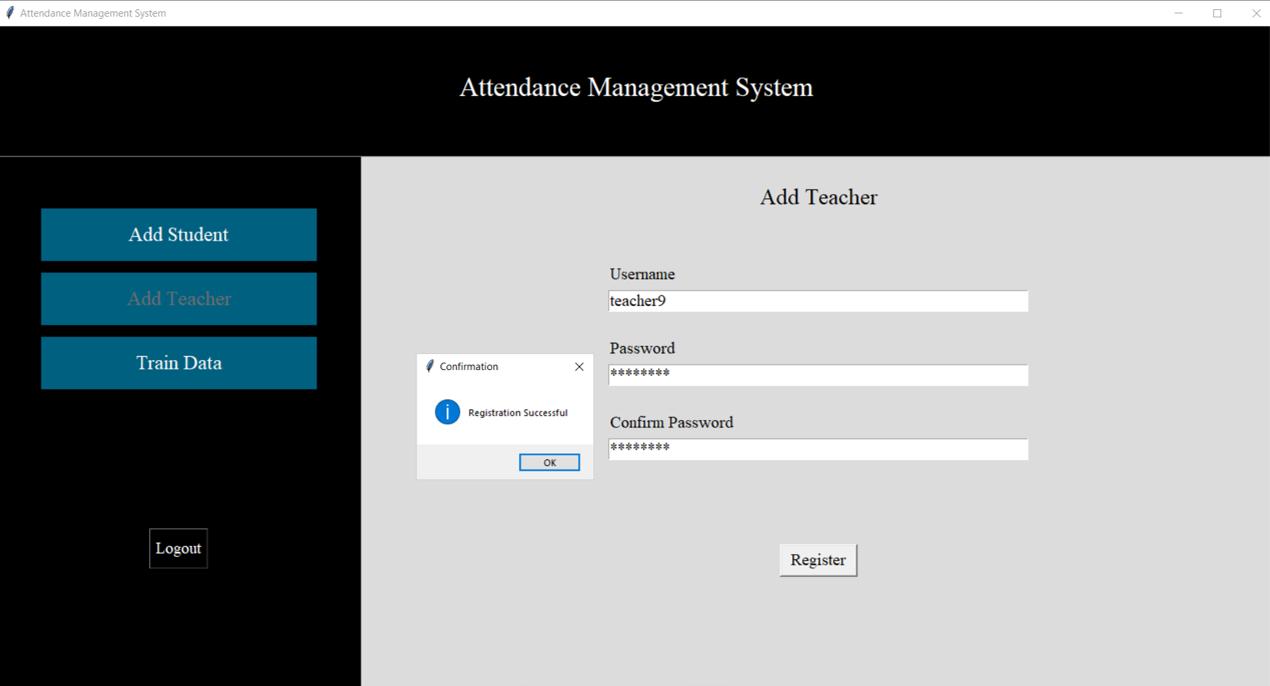 Attendance Management System
Attendance Management System
Add Student
Add Teacher
Train Data
Logout
Add Teacher
Username
teacher9
Password
********
Confirm Password
********
Register
Confirmation
Registration Successful
OK